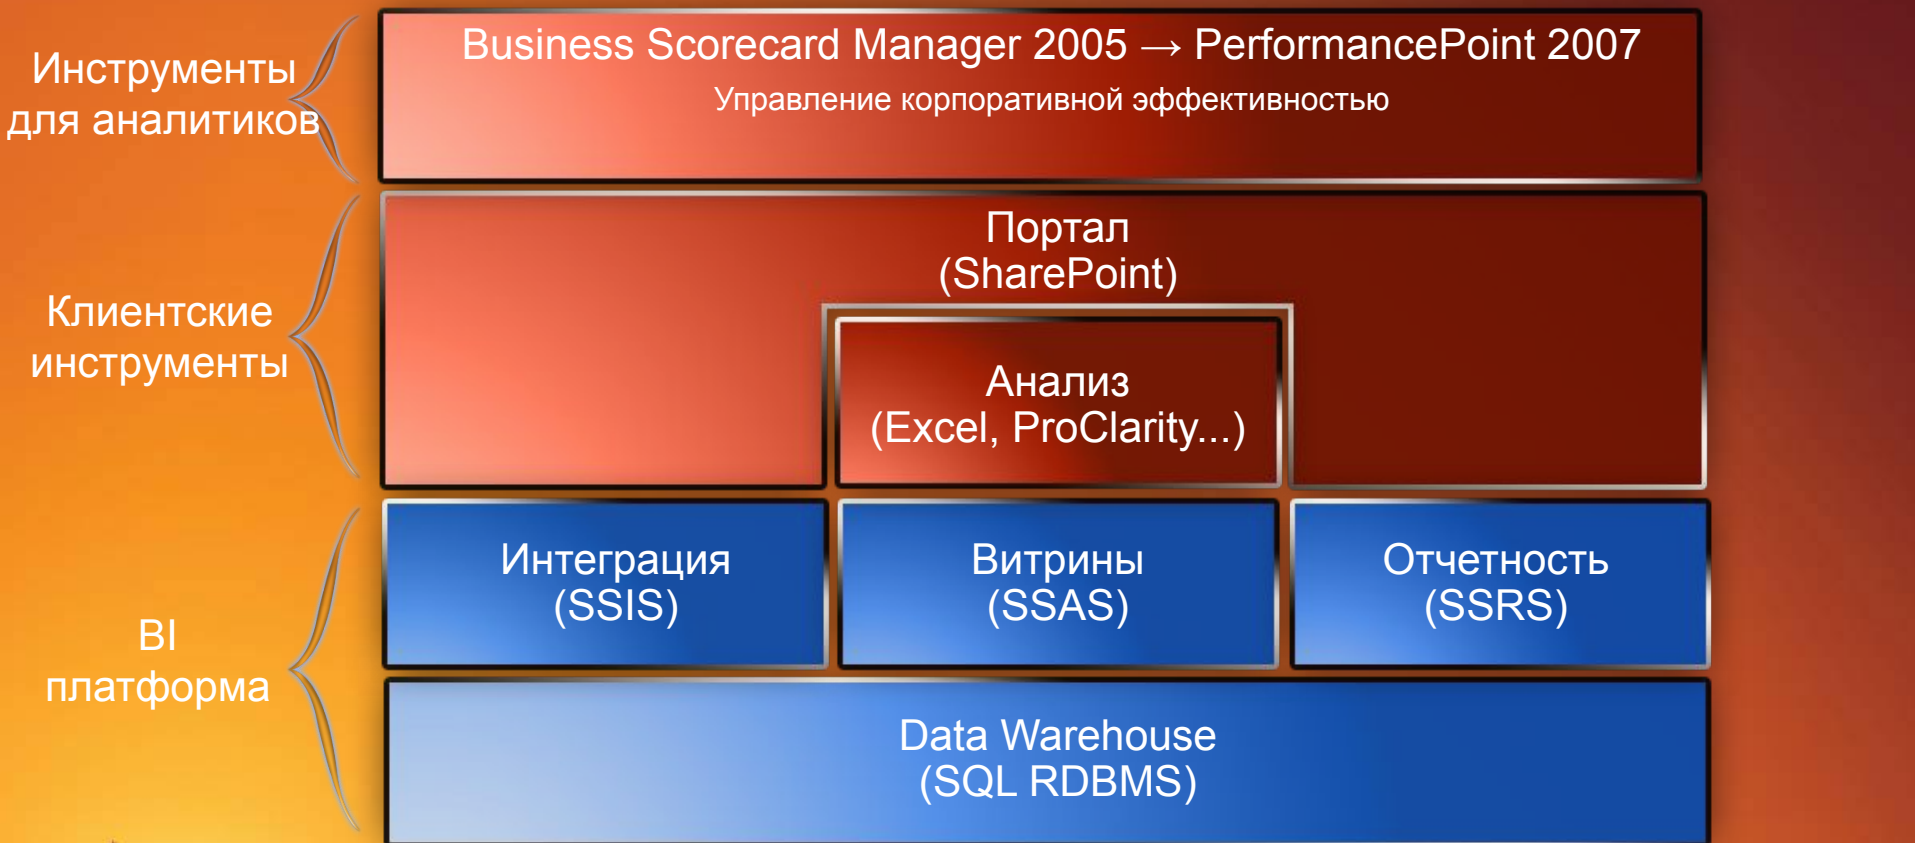 Инструменты
для аналитиков
Business Scorecard Manager 2005 → PerformancePoint 2007
Управление корпоративной эффективностью
Клиентские
инструменты
Портал
(SharePoint)
Анализ
(Excel, ProClarity...)
BI
платформа
Интеграция
(SSIS)
Витрины
(SSAS)
Отчетность
(SSRS)
Data Warehouse
(SQL RDBMS)